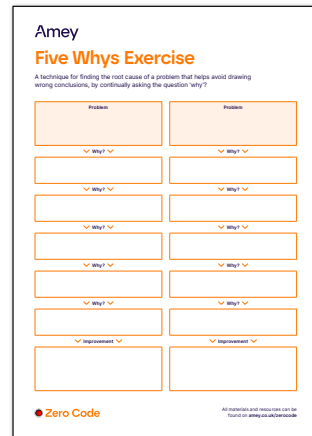 Amey
Five Whys Exercise
A technique for finding the root cause of a problem that helps avoid drawing
wrong conclusions, by continually asking the question 'why'?
Problem
Problem
Why?
Why?
Why?
Why?
Why?
Why?
Why?
Why?
Why?
Why?
Improvement
Improvement
Zero Code
All materials and resources can be
found on amey.co.uk/zerocode